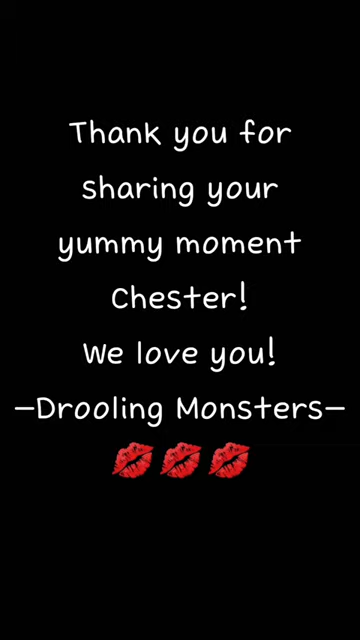 Thank you for
sharing your
yummy moment
Chester!
We love you!
—Drooling Monsters—
💋💋💋